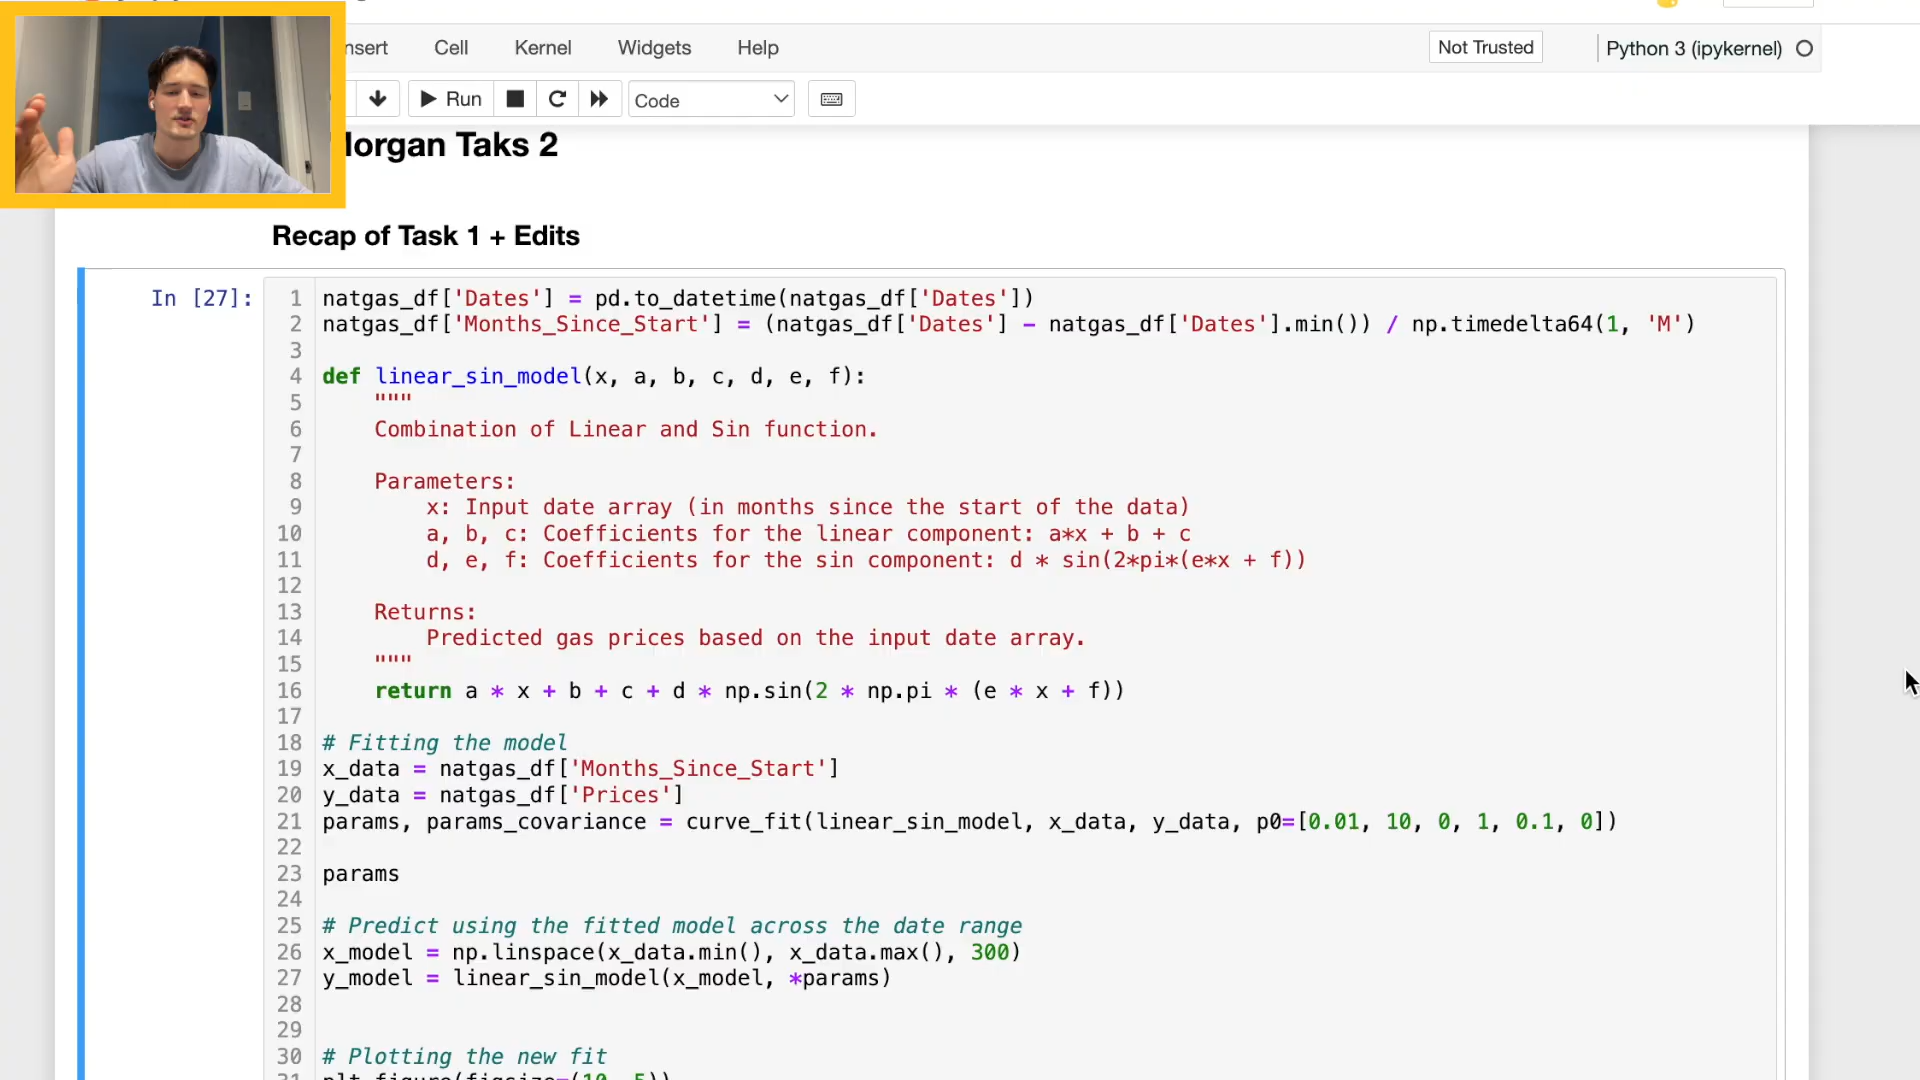 nsert Cell Kernel Widgets Help Not Trusted Python 3 (ipykernel)
Run Code
Morgan Taks 2
Recap of Task 1 + Edits
In [27]:
1 natgas_df['Dates'] = pd.to_datetime(natgas_df['Dates'])
2 natgas_df['Months_Since_Start'] = (natgas_df['Dates'] - natgas_df['Dates'].min()) / np.timedelta64(1, 'M')
3
4 def linear_sin_model(x, a, b, c, d, e, f):
5 """
6 Combination of Linear and Sin function.
7
8 Parameters:
9 x: Input date array (in months since the start of the data)
10 a, b, c: Coefficients for the linear component: a*x + b + c
11 d, e, f: Coefficients for the sin component: d * sin(2*pi*(e*x + f))
12
13 Returns:
14 Predicted gas prices based on the input date array.
15 """
16 return a * x + b + c + d * np.sin(2 * np.pi * (e * x + f))
17
18 # Fitting the model
19 x_data = natgas_df['Months_Since_Start']
20 y_data = natgas_df['Prices']
21 params, params_covariance = curve_fit(linear_sin_model, x_data, y_data, p0=[0.01, 10, 0, 1, 0.1, 0])
22
23 params
24
25 # Predict using the fitted model across the date range
26 x_model = np.linspace(x_data.min(), x_data.max(), 300)
27 y_model = linear_sin_model(x_model, *params)
28
29
30 # Plotting the new fit
31 plt.figure(figsize=(10, 5))